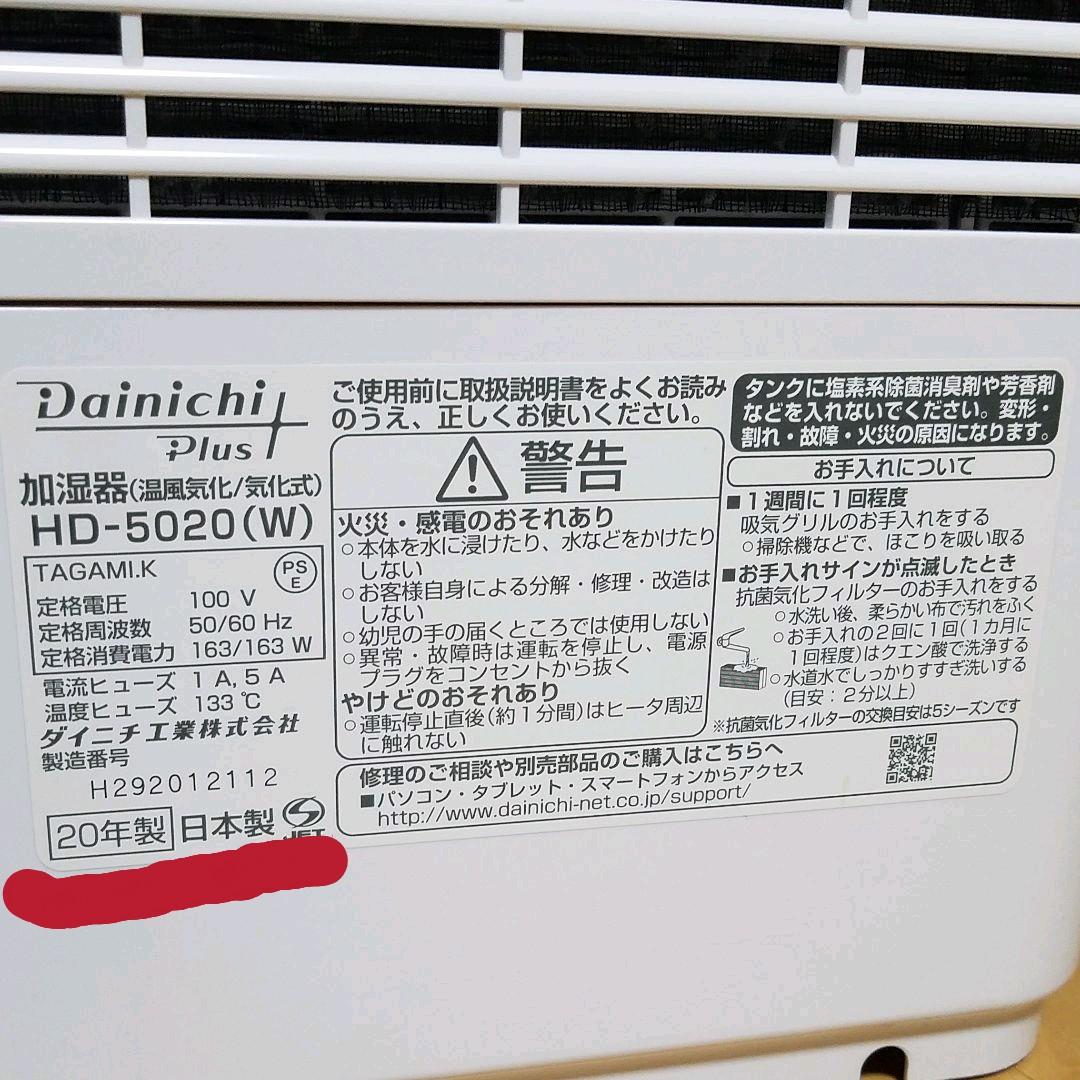 Dainichi
Plus
加湿器(温風気化/気化式)
HD-5020(W)
TAGAMI.K
PS
E
定格電圧 100 V
定格周波数 50/60 Hz
定格消費電力 163/163 W
電流ヒューズ 1 A, 5 A
温度ヒューズ 133 ℃
ダイニチ工業株式会社
製造番号
H292012112
20年製 日本製
JET
ご使用前に取扱説明書をよくお読み
のうえ、正しくお使いください。
警告
火災・感電のおそれあり
○本体を水に浸けたり、水などをかけたり
しない
○お客様自身による分解・修理・改造は
しない
○幼児の手の届くところでは使用しない
○異常・故障時は運転を停止し、電源
プラグをコンセントから抜く
やけどのおそれあり
○運転停止直後(約1分間)はヒータ周辺
に触れない
タンクに塩素系除菌消臭剤や芳香剤
などを入れないでください。変形・
割れ・故障・火災の原因になります。
お手入れについて
■1週間に1回程度
吸気グリルのお手入れをする
○掃除機などで、ほこりを吸い取る
■お手入れサインが点滅したとき
抗菌気化フィルターのお手入れをする
○水洗い後、柔らかい布で汚れをふく
○お手入れの2回に1回(1カ月に
1回程度)はクエン酸で洗浄する
○水道水でしっかりすすぎ洗いする
(目安：2分以上)
※抗菌気化フィルターの交換目安は5シーズンです
修理のご相談や別売部品のご購入はこちらへ
■パソコン・タブレット・スマートフォンからアクセス
http://www.dainichi-net.co.jp/support/